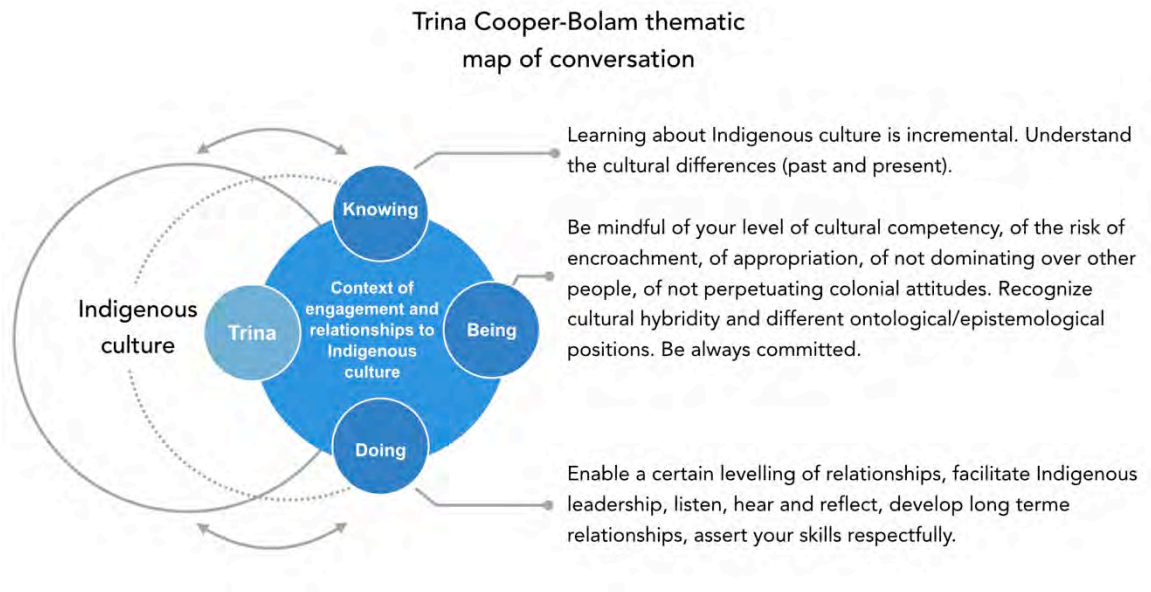 Trina Cooper-Bolam thematic
map of conversation
Learning about Indigenous culture is incremental. Understand
the cultural differences (past and present).
Knowing
Be mindful of your level of cultural competency, of the risk of
encroachment, of appropriation, of not dominating over other
people, of not perpetuating colonial attitudes. Recognize
cultural hybridity and different ontological/epistemological
positions. Be always committed.
Indigenous
culture
Trina
Context of
engagement and
relationships to
Indigenous
culture
Being
Doing
Enable a certain levelling of relationships, facilitate Indigenous
leadership, listen, hear and reflect, develop long terme
relationships, assert your skills respectfully.